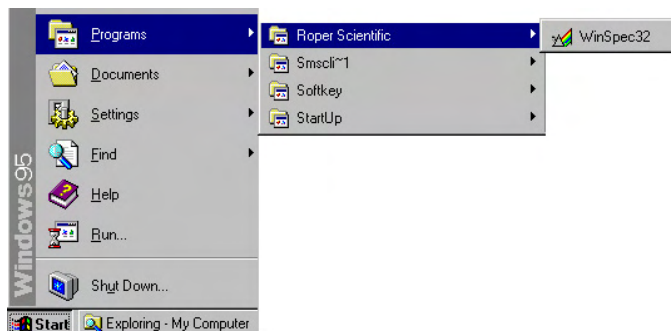 Programs
Documents
Settings
Find
Help
Run...
Shut Down...
Windows95
Start
Exploring - My Computer
Roper Scientific
Smscli~1
Softkey
StartUp
WinSpec32